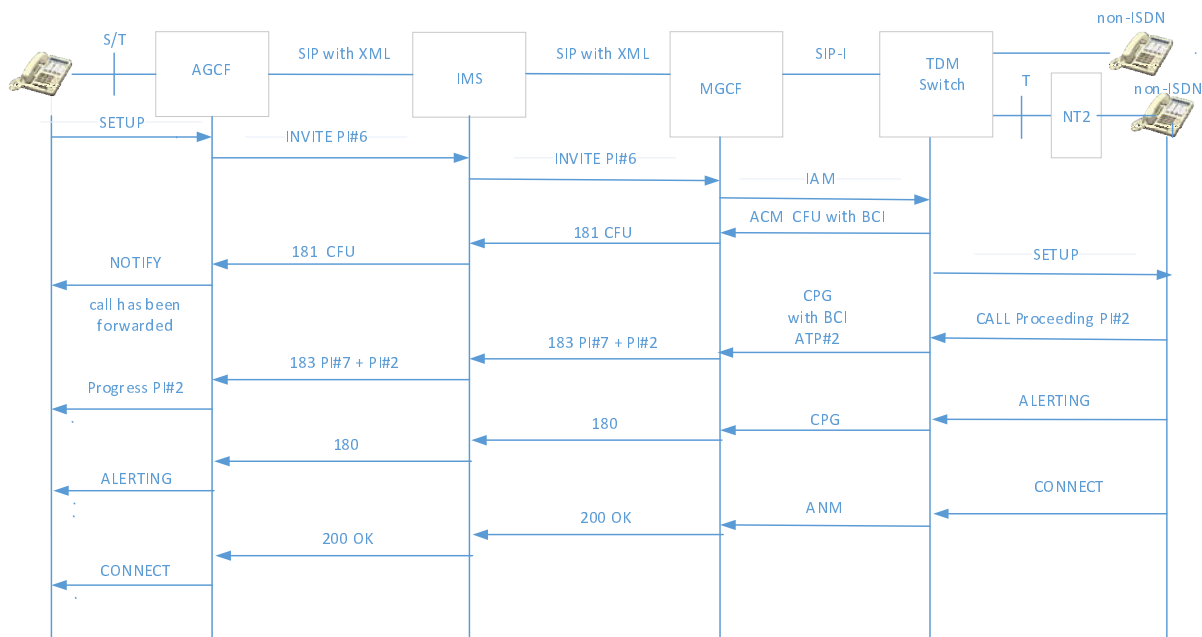 non-ISDN
S/T
SIP with XML
SIP with XML
SIP-I
AGCF
IMS
MGCF
TDM
Switch
T
non-ISDN
NT2
SETUP
INVITE PI#6
INVITE PI#6
IAM
ACM CFU with BCI
181 CFU
181 CFU
NOTIFY
SETUP
call has been
forwarded
CPG
with BCI
ATP#2
CALL Proceeding PI#2
183 PI#7 + PI#2
183 PI#7 + PI#2
Progress PI#2
ALERTING
CPG
180
180
ALERTING
CONNECT
ANM
200 OK
200 OK
CONNECT